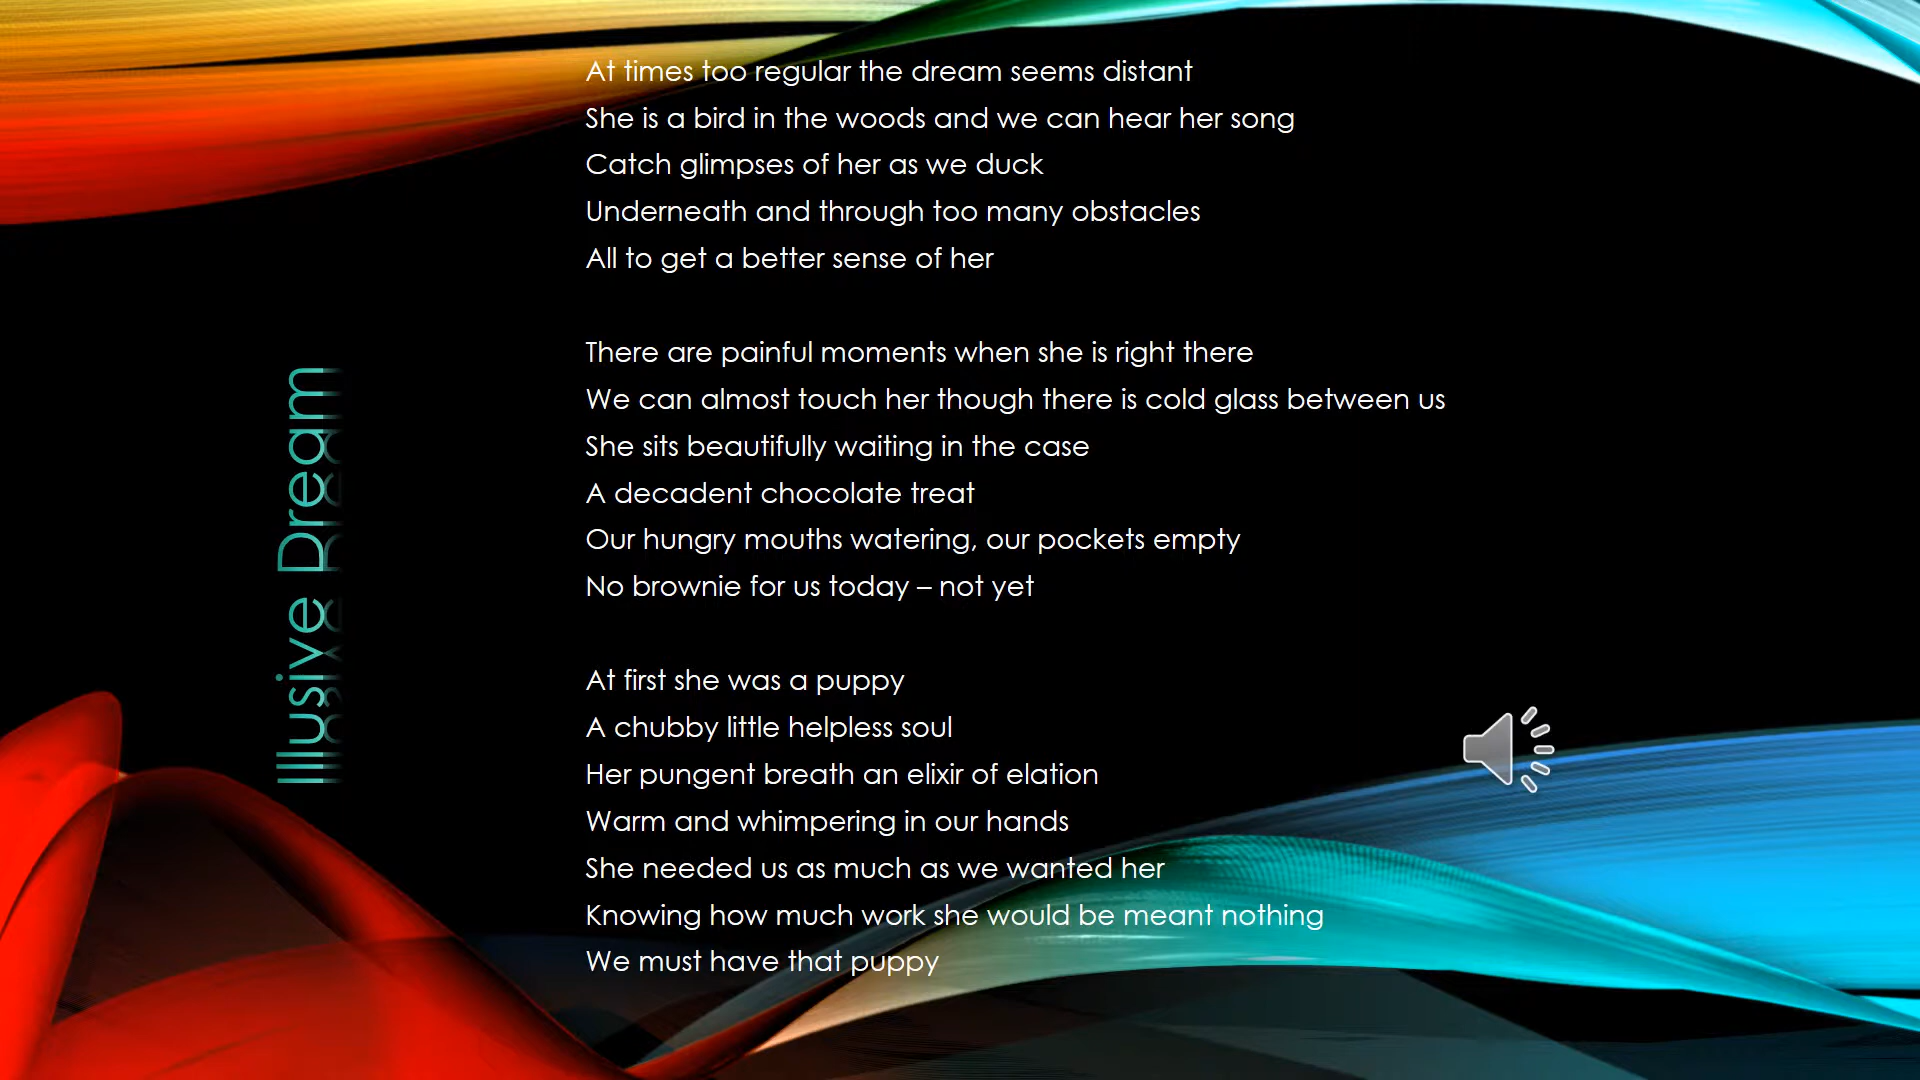 Illusive Dream
At times too regular the dream seems distant
She is a bird in the woods and we can hear her song
Catch glimpses of her as we duck
Underneath and through too many obstacles
All to get a better sense of her
There are painful moments when she is right there
We can almost touch her though there is cold glass between us
She sits beautifully waiting in the case
A decadent chocolate treat
Our hungry mouths watering, our pockets empty
No brownie for us today – not yet
At first she was a puppy
A chubby little helpless soul
Her pungent breath an elixir of elation
Warm and whimpering in our hands
She needed us as much as we wanted her
Knowing how much work she would be meant nothing
We must have that puppy